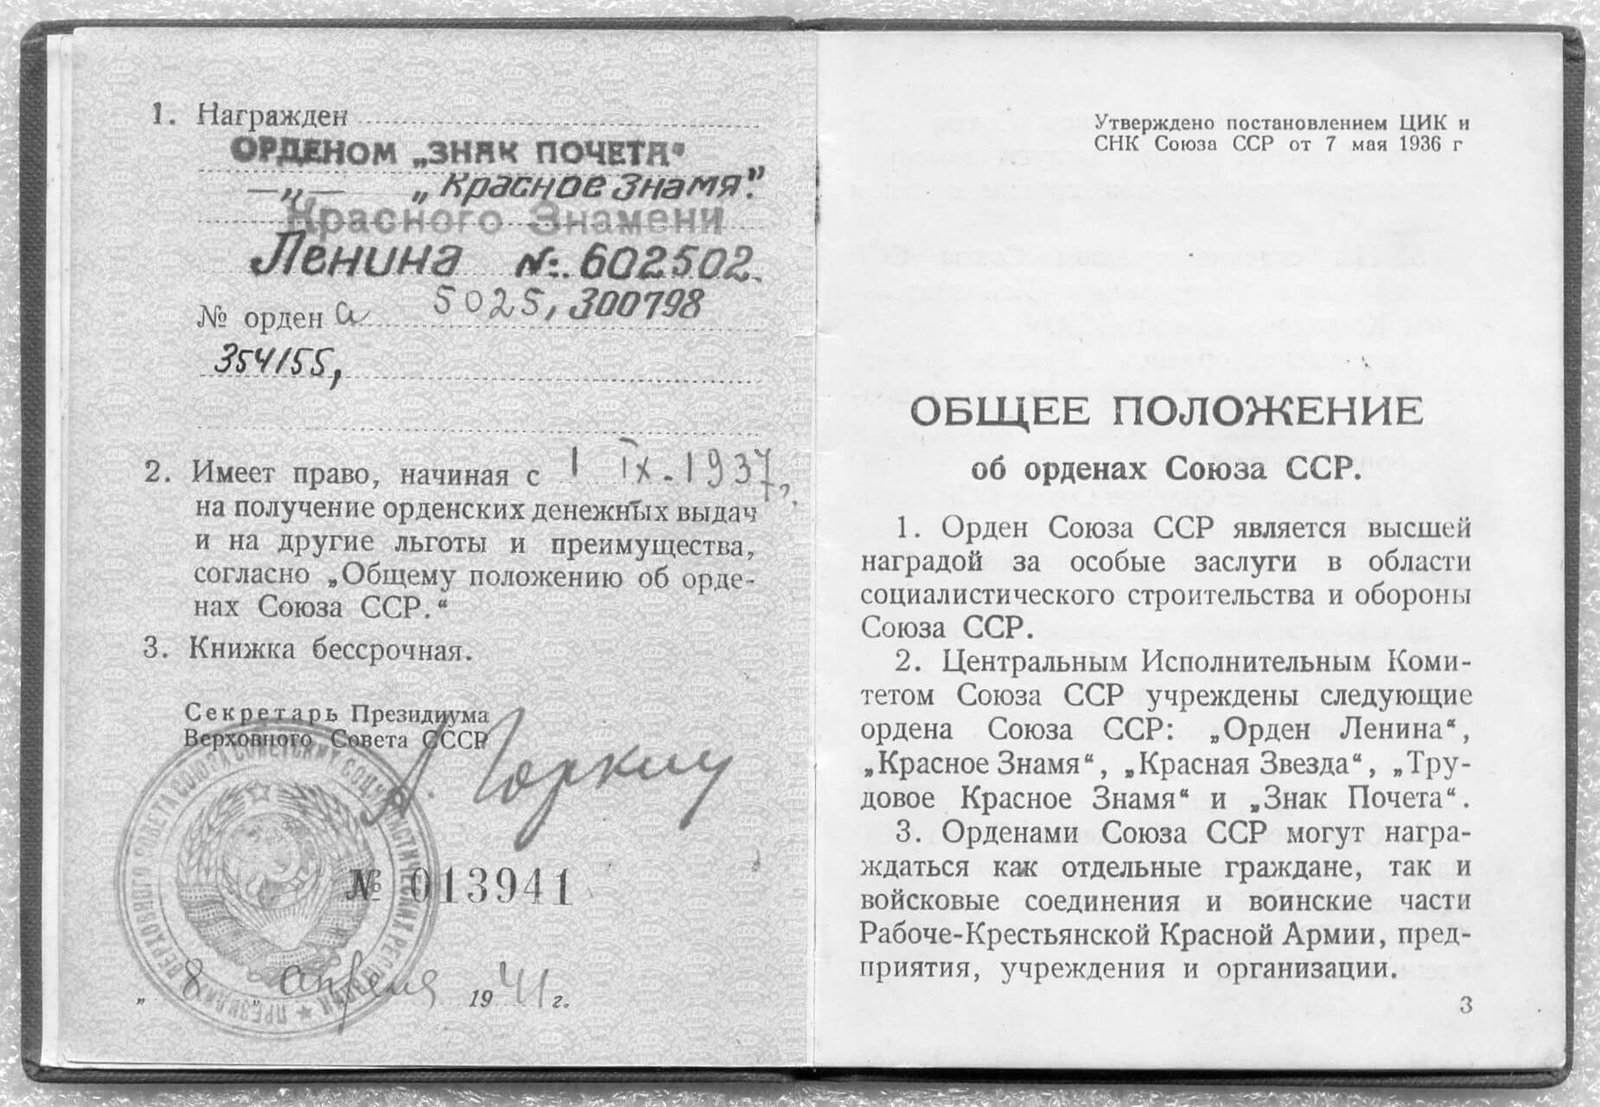 1. Награжден
ОРДЕНОМ „ЗНАК ПОЧЕТА“
—„— „Красное Знамя".
Красного Знамени
Ленина №: 602502.
№ орден а 5025, 300798
354155,
2. Имеет право, начиная с 1 IX-1937,
на получение орденских денежных выдач
и на другие льготы и преимущества,
согласно „Общему положению об орде-
нах Союза ССР.“
3. Книжка бессрочная.
Секретарь Президиума
Верховного Совета СССР
А. Горкин
№ 013941
„ 8 “ апреля 1941 г.
Утверждено постановлением ЦИК и
СНК Союза ССР от 7 мая 1936 г
ОБЩЕЕ ПОЛОЖЕНИЕ
об орденах Союза ССР.
1. Орден Союза ССР является высшей
наградой за особые заслуги в области
социалистического строительства и обороны
Союза ССР.
2. Центральным Исполнительным Коми-
тетом Союза ССР учреждены следующие
ордена Союза ССР: „Орден Ленина“,
„Красное Знамя“, „Красная Звезда“, „Тру-
довое Красное Знамя“ и „Знак Почета“.
3. Орденами Союза ССР могут награ-
ждаться как отдельные граждане, так и
войсковые соединения и воинские части
Рабоче-Крестьянской Красной Армии, пред-
приятия, учреждения и организации.
3